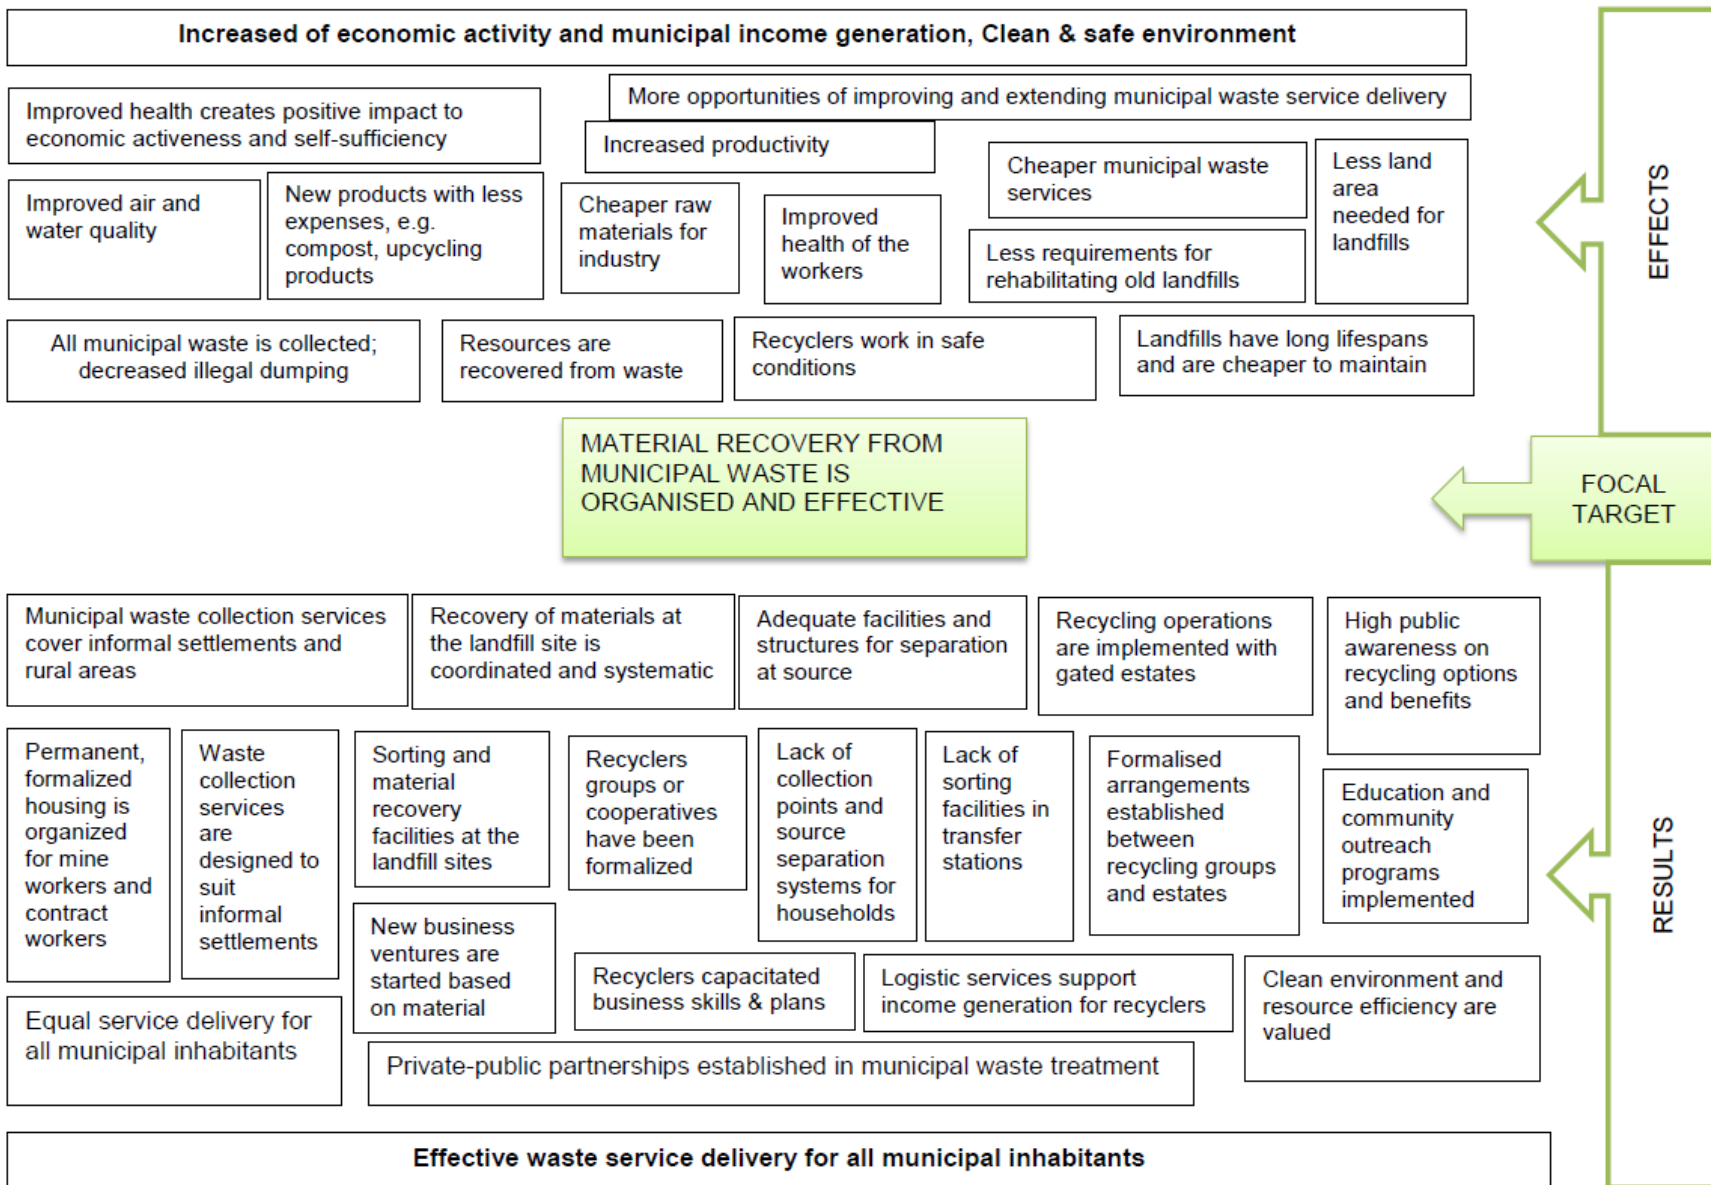 Increased of economic activity and municipal income generation, Clean & safe environment
Improved health creates positive impact to
economic activeness and self-sufficiency
More opportunities of improving and extending municipal waste service delivery
Increased productivity
Improved air and
water quality
New products with less
expenses, e.g.
compost, upcycling
products
Cheaper raw
materials for
industry
Improved
health of the
workers
Cheaper municipal waste
services
Less requirements for
rehabilitating old landfills
Less land
area
needed for
landfills
All municipal waste is collected;
decreased illegal dumping
Resources are
recovered from waste
Recyclers work in safe
conditions
Landfills have long lifespans
and are cheaper to maintain
EFFECTS
MATERIAL RECOVERY FROM
MUNICIPAL WASTE IS
ORGANISED AND EFFECTIVE
FOCAL
TARGET
Municipal waste collection services
cover informal settlements and
rural areas
Recovery of materials at
the landfill site is
coordinated and systematic
Adequate facilities and
structures for separation
at source
Recycling operations
are implemented with
gated estates
High public
awareness on
recycling options
and benefits
Permanent,
formalized
housing is
organized
for mine
workers and
contract
workers
Waste
collection
services
are
designed to
suit
informal
settlements
Sorting and
material
recovery
facilities at the
landfill sites
Recyclers
groups or
cooperatives
have been
formalized
Lack of
collection
points and
source
separation
systems for
households
Lack of
sorting
facilities in
transfer
stations
Formalised
arrangements
established
between
recycling groups
and estates
Education and
community
outreach
programs
implemented
New business
ventures are
started based
on material
Recyclers capacitated
business skills & plans
Logistic services support
income generation for recyclers
Clean environment and
resource efficiency are
valued
Equal service delivery for
all municipal inhabitants
Private-public partnerships established in municipal waste treatment
RESULTS
Effective waste service delivery for all municipal inhabitants